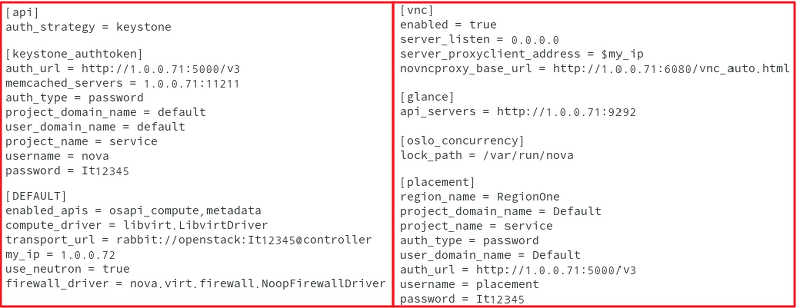 [api]
auth_strategy = keystone
[keystone_authtoken]
auth_url = http://1.0.0.71:5000/v3
memcached_servers = 1.0.0.71:11211
auth_type = password
project_domain_name = default
user_domain_name = default
project_name = service
username = nova
password = It12345
[DEFAULT]
enabled_apis = osapi_compute,metadata
compute_driver = libvirt.LibvirtDriver
transport_url = rabbit://openstack:It12345@controller
my_ip = 1.0.0.72
use_neutron = true
firewall_driver = nova.virt.firewall.NoopFirewallDriver
[vnc]
enabled = true
server_listen = 0.0.0.0
server_proxyclient_address = $my_ip
novncproxy_base_url = http://1.0.0.71:6080/vnc_auto.html
[glance]
api_servers = http://1.0.0.71:9292
[oslo_concurrency]
lock_path = /var/run/nova
[placement]
region_name = RegionOne
project_domain_name = Default
project_name = service
auth_type = password
user_domain_name = Default
auth_url = http://1.0.0.71:5000/v3
username = placement
password = It12345